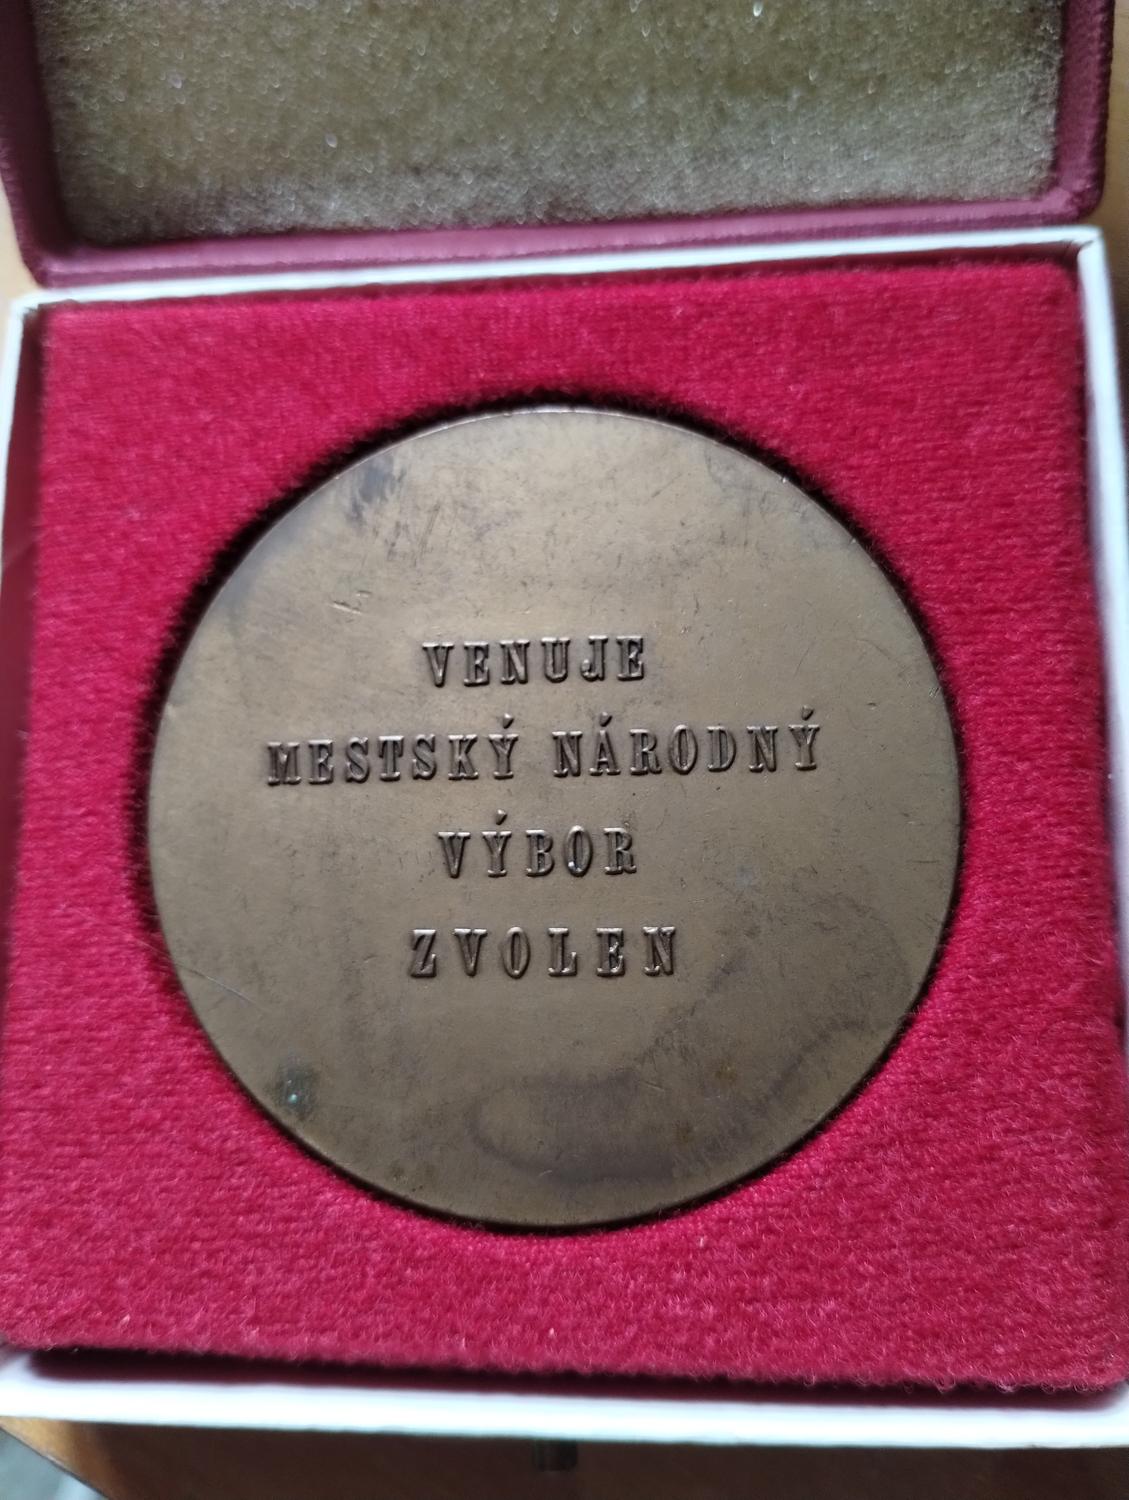 VENUJE
MESTSKÝ NÁRODNÝ
VÝBOR
ZVOLEN